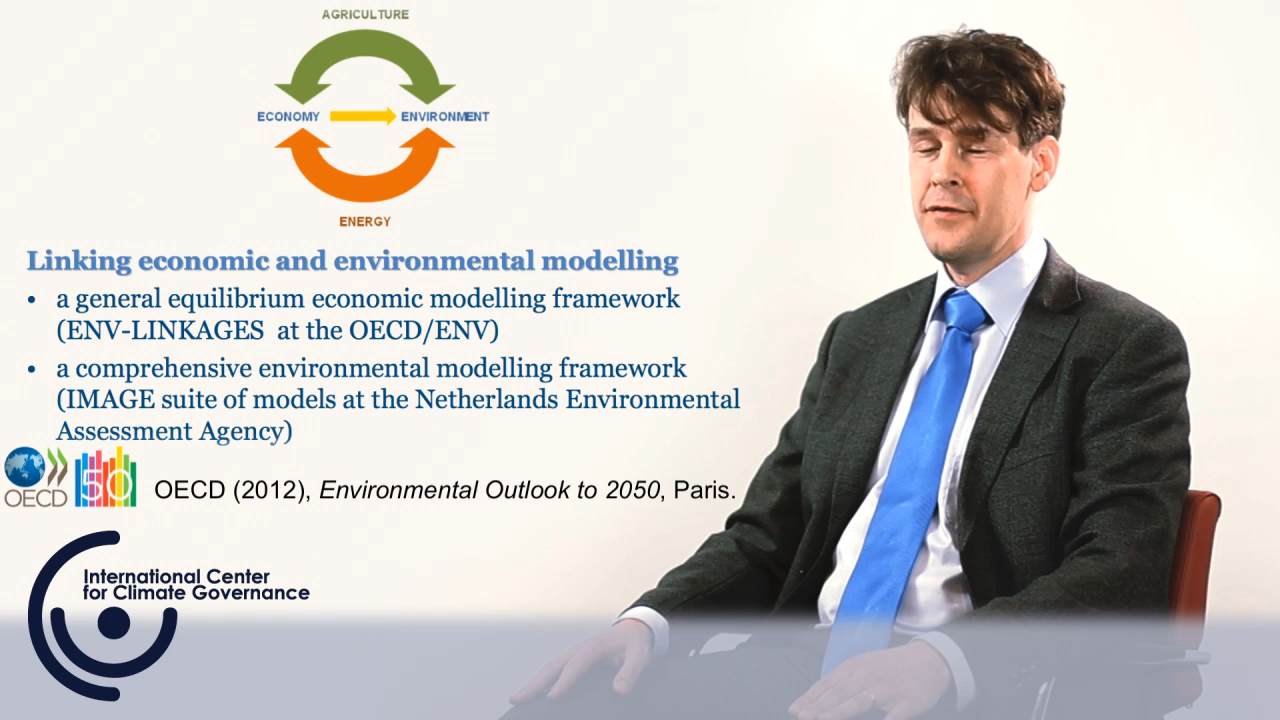 AGRICULTURE
ECONOMY ENVIRONMENT
ENERGY
Linking economic and environmental modelling
• a general equilibrium economic modelling framework
(ENV-LINKAGES at the OECD/ENV)
• a comprehensive environmental modelling framework
(IMAGE suite of models at the Netherlands Environmental
Assessment Agency)
OECD 50 OECD (2012), Environmental Outlook to 2050, Paris.
International Center
for Climate Governance